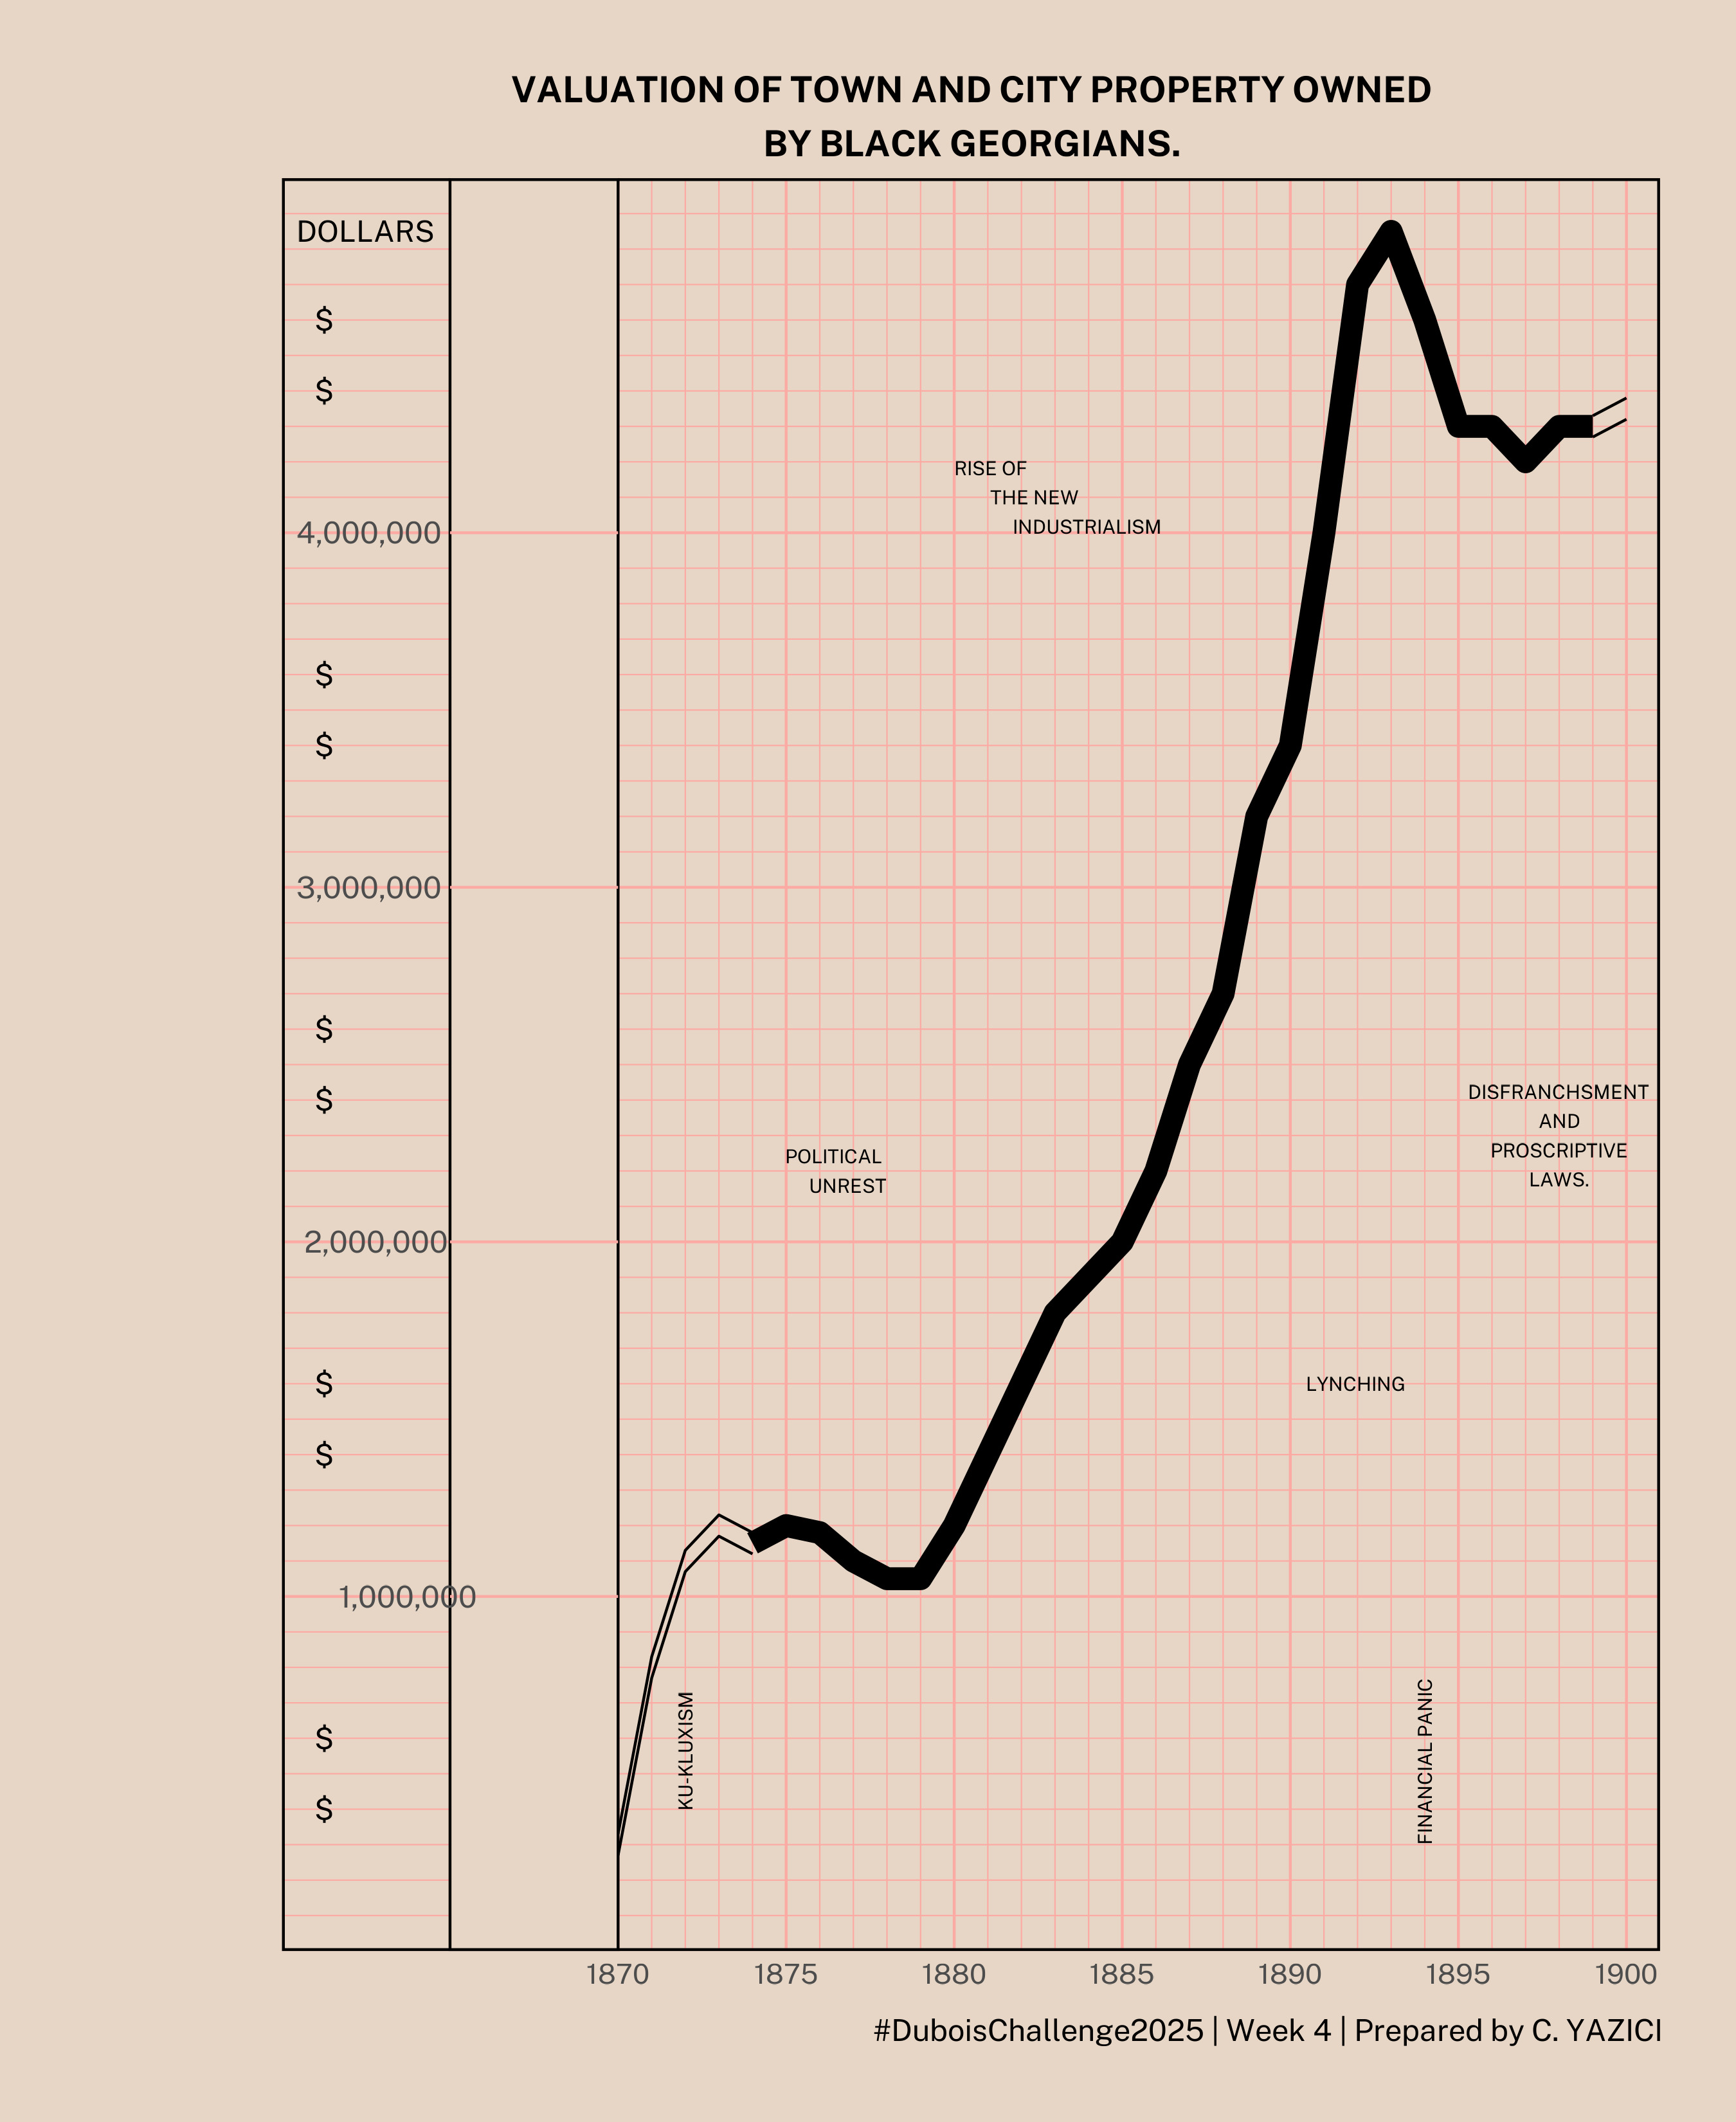 VALUATION OF TOWN AND CITY PROPERTY OWNED
BY BLACK GEORGIANS.
DOLLARS
$
$
RISE OF
THE NEW
INDUSTRIALISM
4,000,000
$
$
3,000,000
$
$
DISFRANCHSMENT
AND
PROSCRIPTIVE
LAWS.
POLITICAL
UNREST
2,000,000
$
LYNCHING
$
1,000,000
KU-KLUXISM
FINANCIAL PANIC
$
$
1870 1875 1880 1885 1890 1895 1900
#DuboisChallenge2025 | Week 4 | Prepared by C. YAZICI